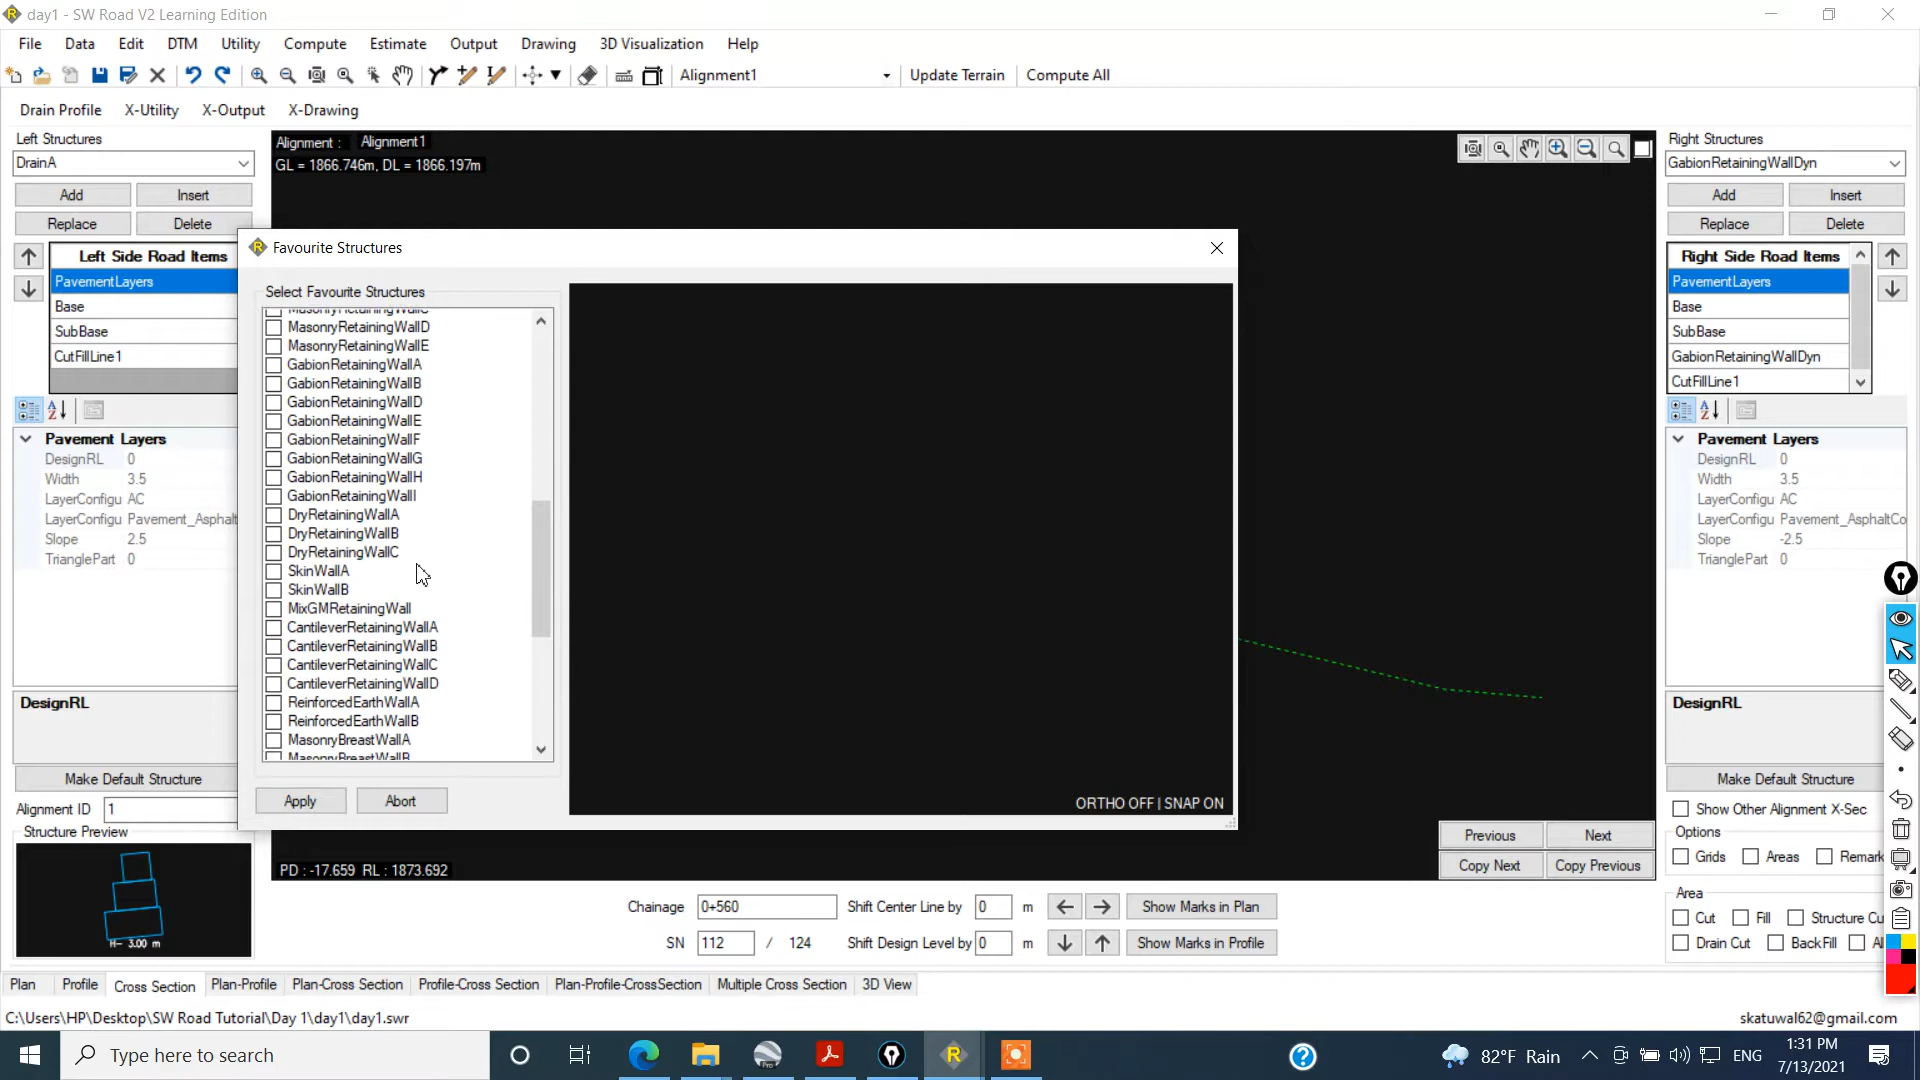 day1 - SW Road V2 Learning Edition
File Data Edit DTM Utility Compute Estimate Output Drawing 3D Visualization Help
Alignment1 Update Terrain Compute All
Drain Profile X-Utility X-Output X-Drawing
Left Structures
DrainA
Add Insert
Replace Delete
Left Side Road Items
PavementLayers
Base
SubBase
CutFillLine1
Pavement Layers
DesignRL 0
Width 3.5
LayerConfigu AC
LayerConfigu Pavement_Asphalt
Slope 2.5
TrianglePart 0
DesignRL
Make Default Structure
Alignment ID 1
Structure Preview
H- 3.00 m
Alignment : Alignment1
GL = 1866.746m, DL = 1866.197m
Favourite Structures
Select Favourite Structures
MasonryRetainingWallC
MasonryRetainingWallD
MasonryRetainingWallE
GabionRetainingWallA
GabionRetainingWallB
GabionRetainingWallD
GabionRetainingWallE
GabionRetainingWallF
GabionRetainingWallG
GabionRetainingWallH
GabionRetainingWallI
DryRetainingWallA
DryRetainingWallB
DryRetainingWallC
SkinWallA
SkinWallB
MixGMRetainingWall
CantileverRetainingWallA
CantileverRetainingWallB
CantileverRetainingWallC
CantileverRetainingWallD
ReinforcedEarthWallA
ReinforcedEarthWallB
MasonryBreastWallA
MasonryBreastWallB
Apply Abort
ORTHO OFF | SNAP ON
PD : -17.659 RL : 1873.692
Previous Next
Copy Next Copy Previous
Chainage 0+560 Shift Center Line by 0 m Show Marks in Plan
SN 112 / 124 Shift Design Level by 0 m Show Marks in Profile
Right Structures
GabionRetainingWallDyn
Add Insert
Replace Delete
Right Side Road Items
PavementLayers
Base
SubBase
GabionRetainingWallDyn
CutFillLine1
Pavement Layers
DesignRL 0
Width 3.5
LayerConfigu AC
LayerConfigu Pavement_AsphaltCo
Slope -2.5
TrianglePart 0
DesignRL
Make Default Structure
Show Other Alignment X-Sec
Options
Grids Areas Remark
Area
Cut Fill Structure Cu
Drain Cut BackFill Al
Plan Profile Cross Section Plan-Profile Plan-Cross Section Profile-Cross Section Plan-Profile-CrossSection Multiple Cross Section 3D View
C:\Users\HP\Desktop\SW Road Tutorial\Day 1\day1\day1.swr
skatuwal62@gmail.com
Type here to search
82°F Rain
ENG
1:31 PM
7/13/2021